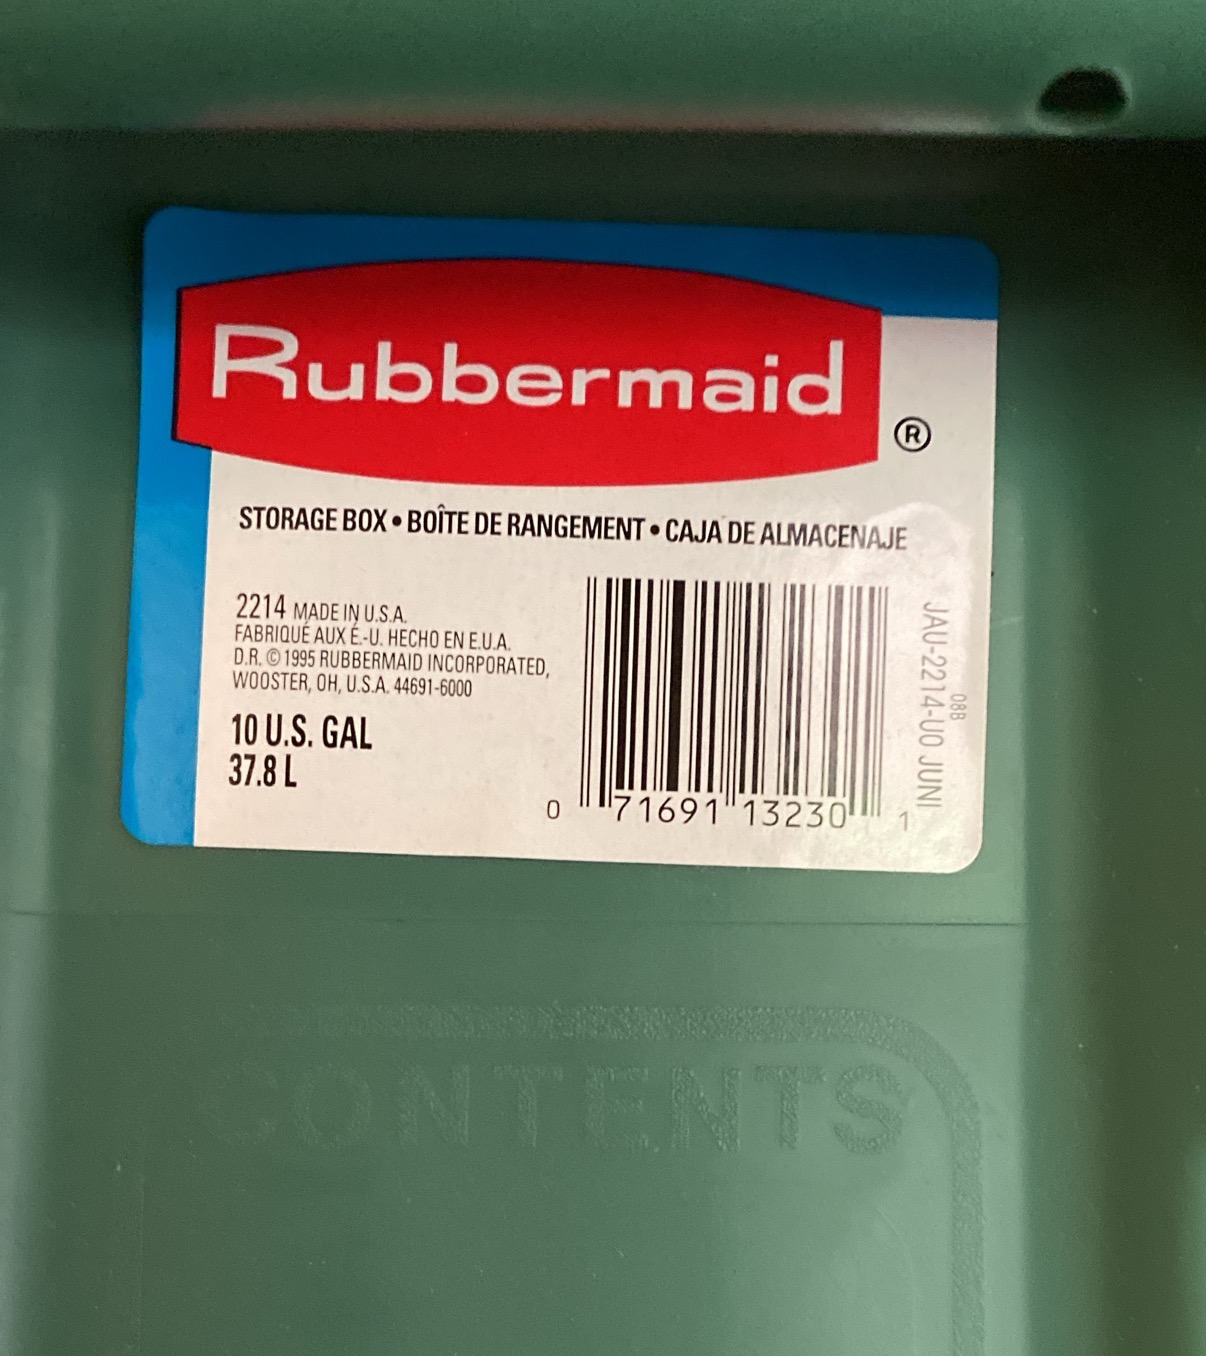 Rubbermaid
®
STORAGE BOX • BOÎTE DE RANGEMENT • CAJA DE ALMACENAJE
2214 MADE IN U.S.A.
FABRIQUÉ AUX É.-U. HECHO EN E.U.A.
D.R. © 1995 RUBBERMAID INCORPORATED,
WOOSTER, OH, U.S.A. 44691-6000
10 U.S. GAL
37.8 L
0 71691 13230 1
JAU-2214-U0 JUNI
08B
CONTENTS